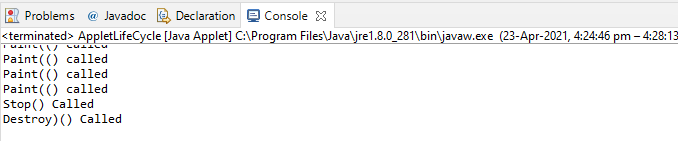 Problems @ Javadoc Declaration Console
<terminated> AppletLifeCycle [Java Applet] C:\Program Files\Java\jre1.8.0_281\bin\javaw.exe (23-Apr-2021, 4:24:46 pm – 4:28:13
Paint(() called
Paint(() called
Paint(() called
Paint(() called
Stop() Called
Destroy)() Called